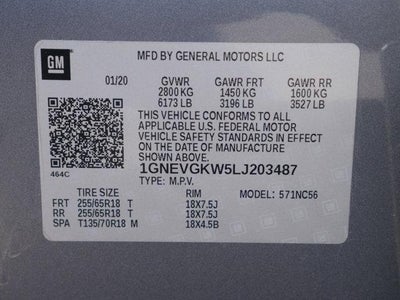 GM
MFD BY GENERAL MOTORS LLC
01/20 GVWR GAWR FRT GAWR RR
2800 KG 1450 KG 1600 KG
6173 LB 3196 LB 3527 LB
THIS VEHICLE CONFORMS TO ALL
APPLICABLE U.S. FEDERAL MOTOR
VEHICLE SAFETY STANDARDS IN EFFECT
ON THE DATE OF MANUFACTURE
SHOWN ABOVE.
1GNEVGKW5LJ203487
464C TYPE: M.P.V.
TIRE SIZE RIM MODEL: 571NC56
FRT 255/65R18 T 18X7.5J
RR 255/65R18 T 18X7.5J
SPA T135/70R18 M 18X4.5B